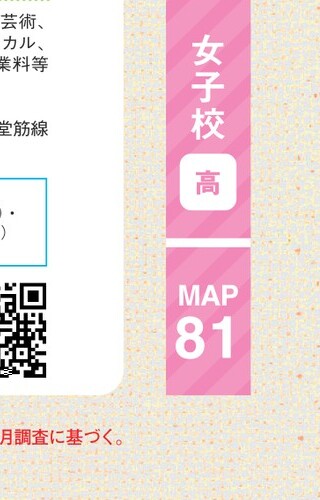 芸術、
カル、
業料等
堂筋線
)・
)
女子校
高
MAP
81
月調査に基づく。